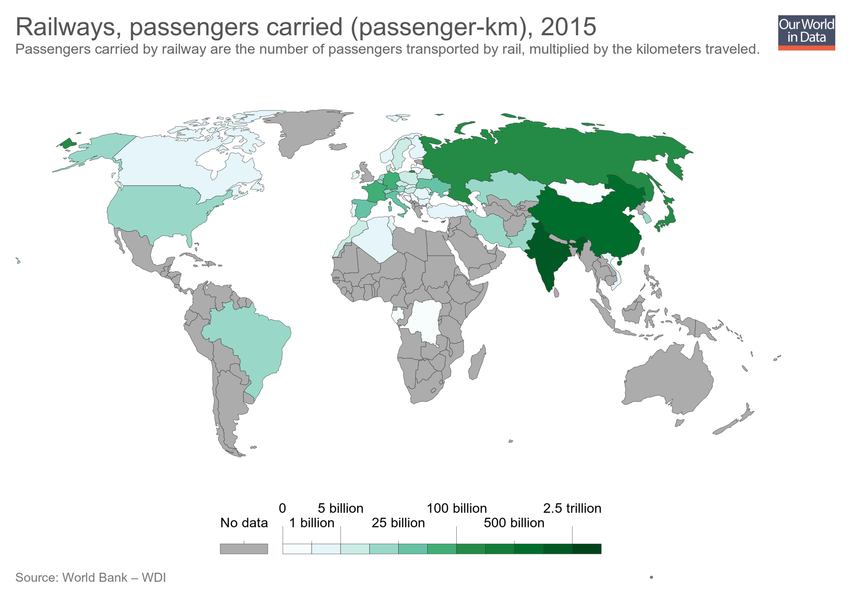 Railways, passengers carried (passenger-km), 2015
Passengers carried by railway are the number of passengers transported by rail, multiplied by the kilometers traveled.
Our World
in Data
0 5 billion 100 billion 2.5 trillion
No data 1 billion 25 billion 500 billion
Source: World Bank – WDI